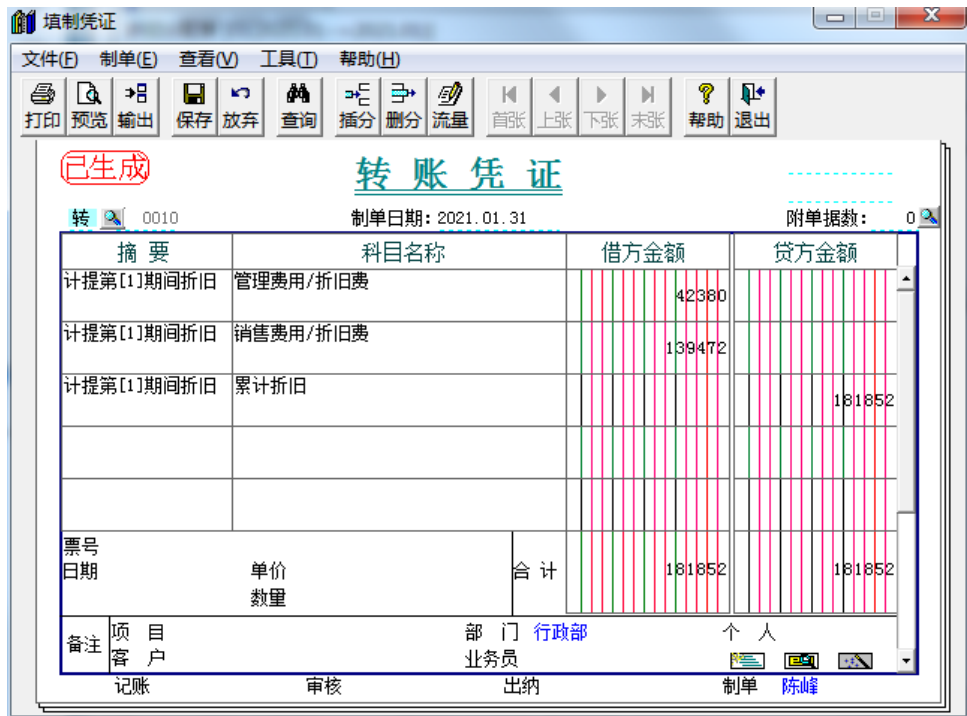 填制凭证
文件(F) 制单(E) 查看(V) 工具(T) 帮助(H)
打印 预览 输出 保存 放弃 查询 插分 删分 流量 首张 上张 下张 末张 帮助 退出
已生成 转 账 凭 证
转 0010 制单日期: 2021.01.31 附单据数: 0
摘 要 科目名称 借方金额 贷方金额
计提第[1]期间折旧 管理费用/折旧费 42380
计提第[1]期间折旧 销售费用/折旧费 139472
计提第[1]期间折旧 累计折旧 181852
票号
日期 单价 合 计 181852 181852
数量
备注 项 目 部 门 行政部 个 人
客 户 业务员
记账 审核 出纳 制单 陈峰